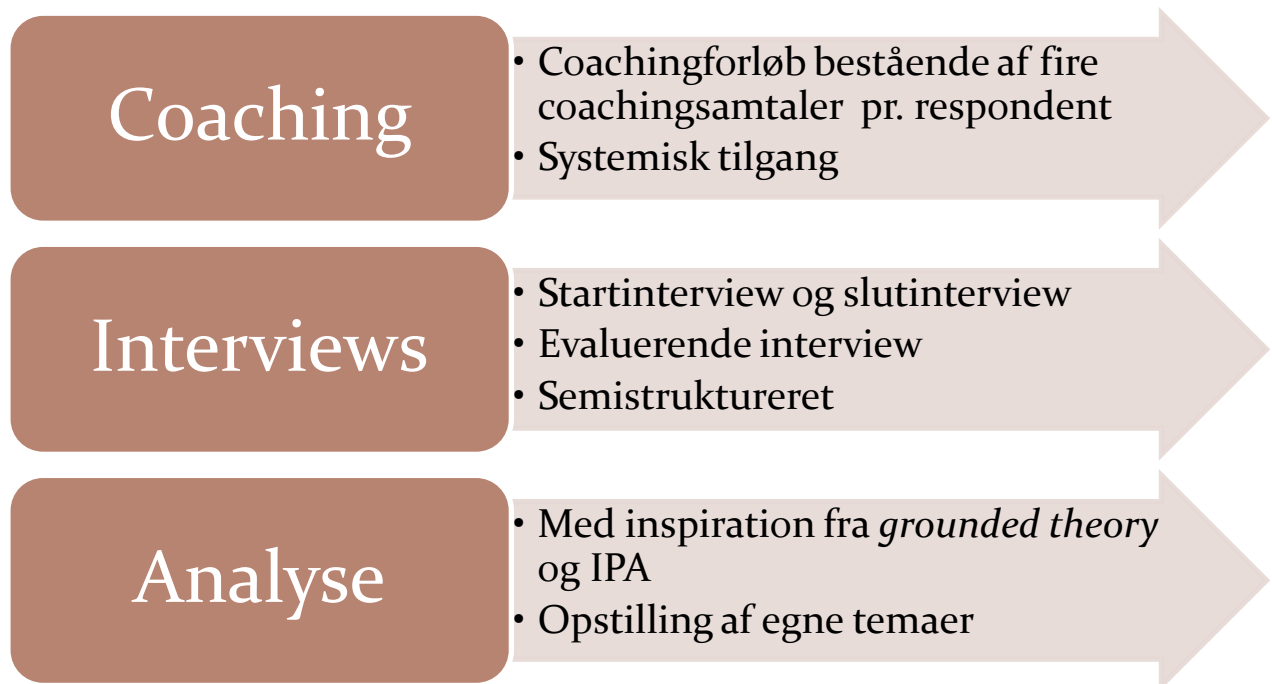 Coaching
• Coachingforløb bestående af fire
coachingsamtaler pr. respondent
• Systemisk tilgang
Interviews
• Startinterview og slutinterview
• Evaluerende interview
• Semistruktureret
Analyse
• Med inspiration fra grounded theory
og IPA
• Opstilling af egne temaer